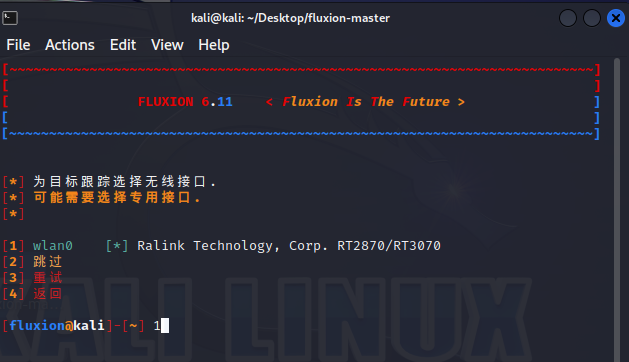 kali@kali: ~/Desktop/fluxion-master
File Actions Edit View Help
[~~~~~~~~~~~~~~~~~~~~~~~~~~~~~~~~~~~~~~~~~~~~~~~~~~~~~~~~~~~~~~~~~~~~~~~~]
[ ]
[ FLUXION 6.11 < Fluxion Is The Future > ]
[ ]
[~~~~~~~~~~~~~~~~~~~~~~~~~~~~~~~~~~~~~~~~~~~~~~~~~~~~~~~~~~~~~~~~~~~~~~~~]
[*] 为目标跟踪选择无线接口.
[*] 可能需要选择专用接口.
[*]
[1] wlan0 [*] Ralink Technology, Corp. RT2870/RT3070
[2] 跳过
[3] 重试
[4] 返回
[fluxion@kali]-[~] 1
KALI LINUX